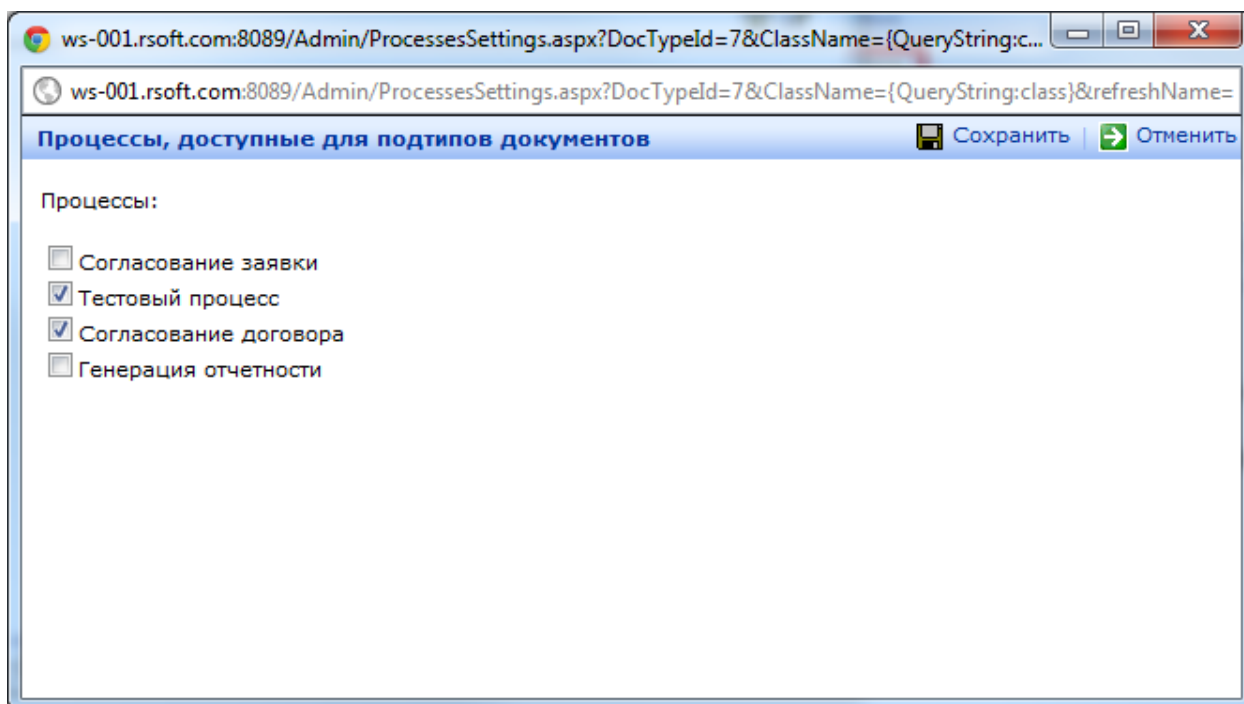 ws-001.rsoft.com:8089/Admin/ProcessesSettings.aspx?DocTypeId=7&ClassName={QueryString:c...
ws-001.rsoft.com:8089/Admin/ProcessesSettings.aspx?DocTypeId=7&ClassName={QueryString:class}&refreshName=
Процессы, доступные для подтипов документов Сохранить | Отменить
Процессы:
Согласование заявки
Тестовый процесс
Согласование договора
Генерация отчетности